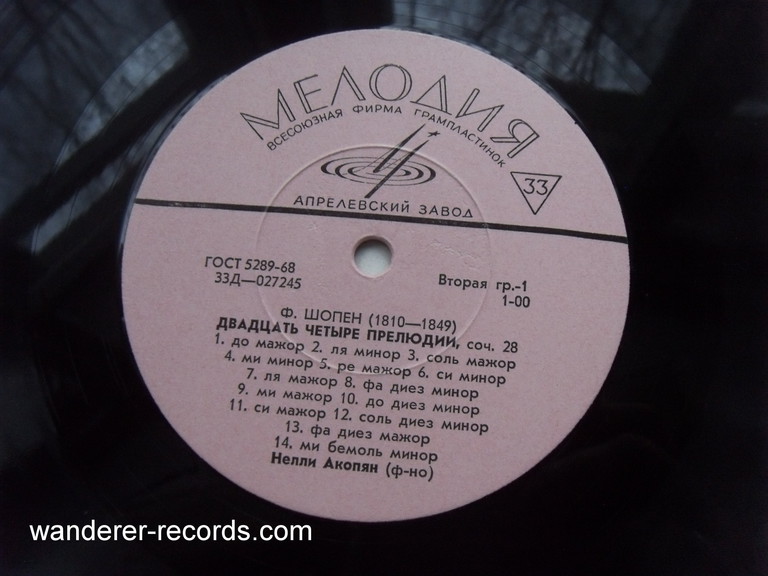 МЕЛОДИЯ
ВСЕСОЮЗНАЯ ФИРМА ГРАМПЛАСТИНОК
33
АПРЕЛЕВСКИЙ ЗАВОД
ГОСТ 5289-68
33Д—027245
Вторая гр.-1
1-00
Ф. ШОПЕН (1810—1849)
ДВАДЦАТЬ ЧЕТЫРЕ ПРЕЛЮДИИ, соч. 28
1. до мажор 2. ля минор 3. соль мажор
4. ми минор 5. ре мажор 6. си минор
7. ля мажор 8. фа диез минор
9. ми мажор 10. до диез минор
11. си мажор 12. соль диез минор
13. фа диез мажор
14. ми бемоль минор
Нелли Акопян (ф-но)
wanderer-records.com